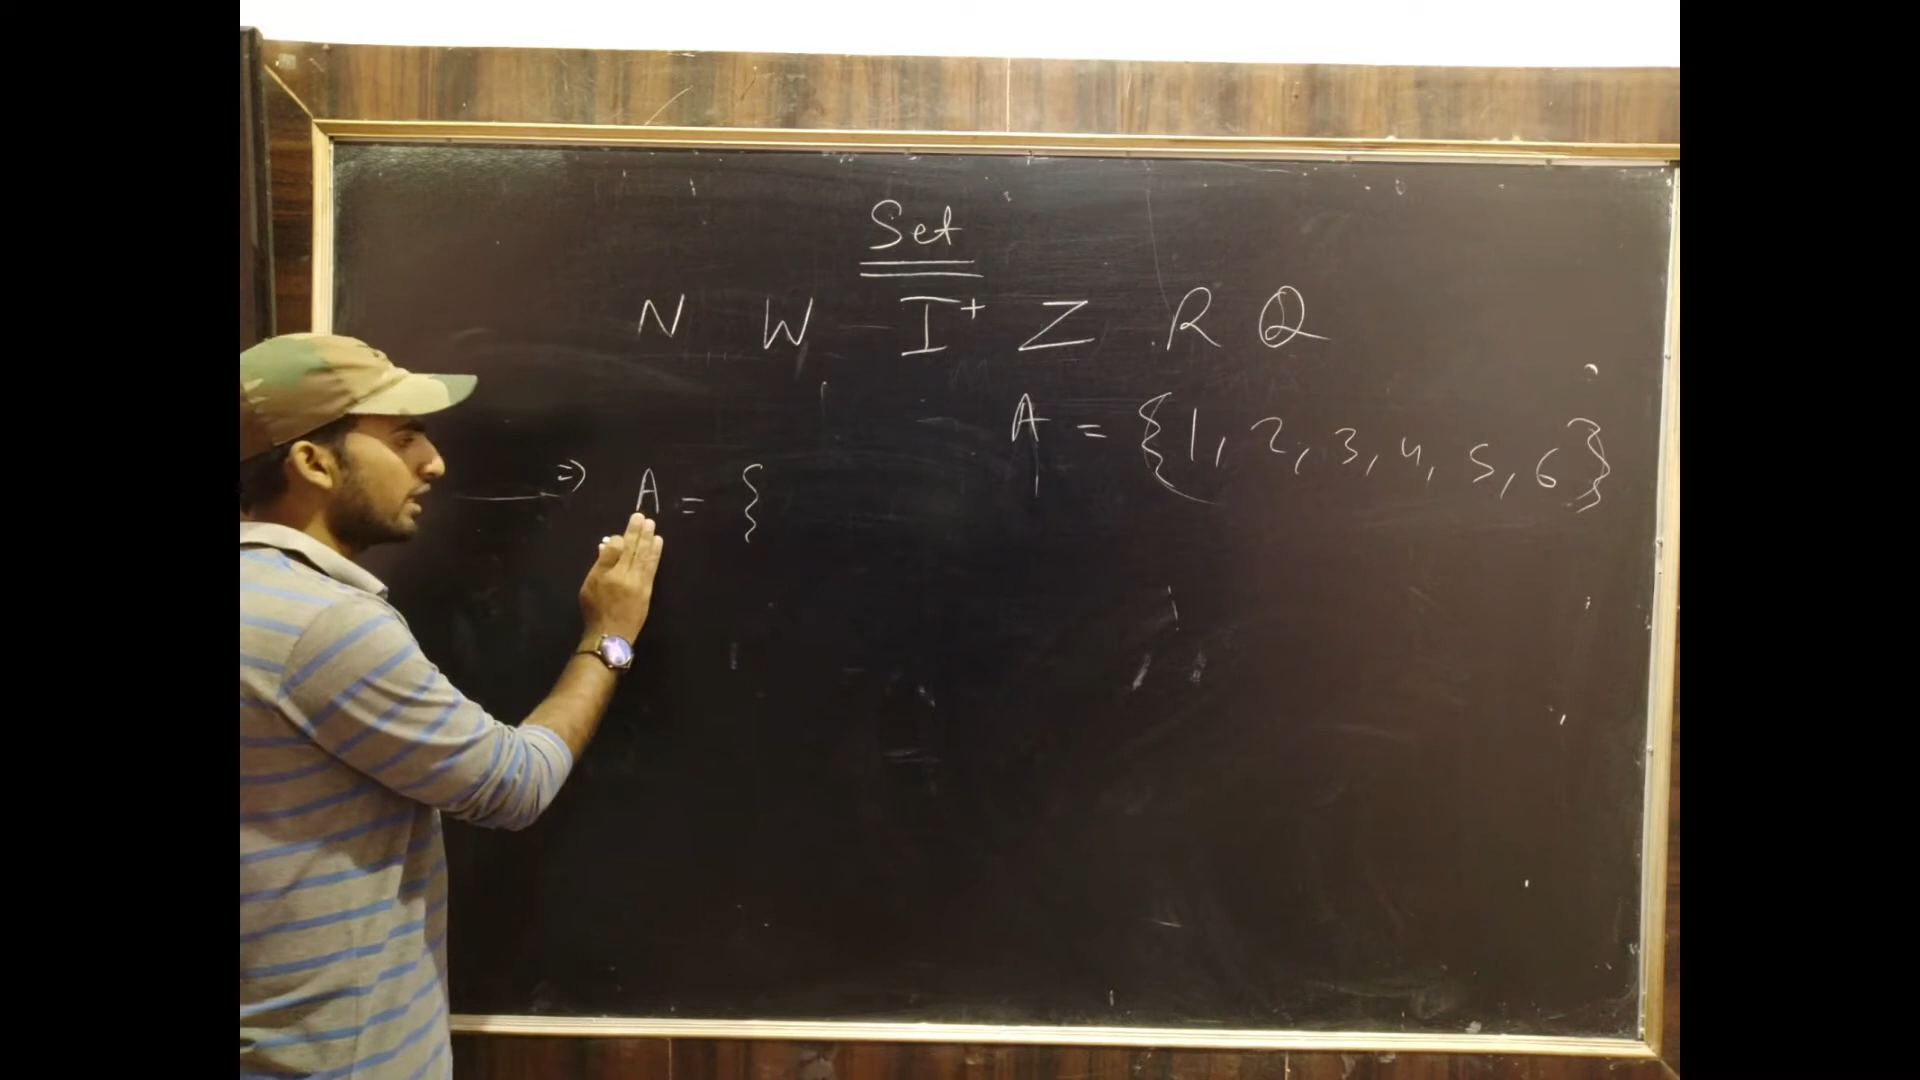 Set
N W I+ Z R Q
A = {1, 2, 3, 4, 5, 6}
⇒ A = {